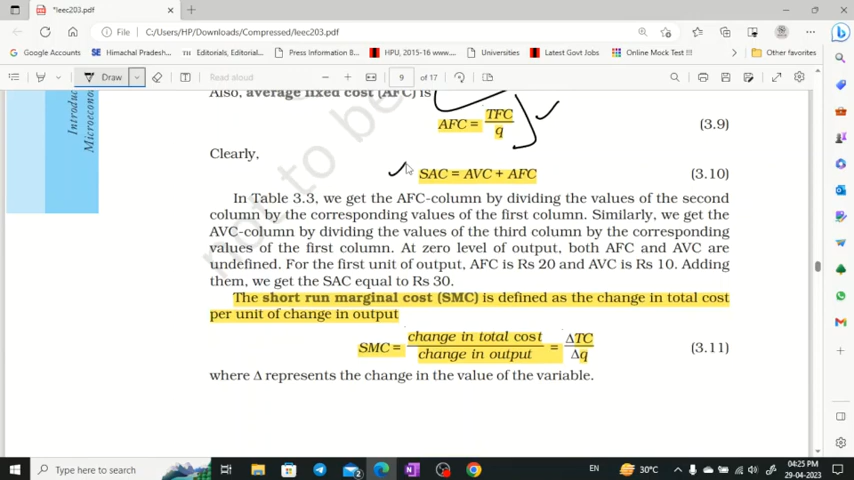 *leec203.pdf
File
C:/Users/HP/Downloads/Compressed/leec203.pdf
Google Courses
Himachal Pradesh...
Editorials, Editorial...
Press Information B...
HPU, 2015-16 www....
Universities
Latest Govt Jobs
Online Mock Test !!!
Other favorites
Draw
Read aloud
9 of 17
Introduc
Microeconom
not to be
Also, average fixed cost (AFC) is
AFC = TFC
q
(3.9)
Clearly,
SAC = AVC + AFC (3.10)
In Table 3.3, we get the AFC-column by dividing the values of the second
column by the corresponding values of the first column. Similarly, we get the
AVC-column by dividing the values of the third column by the corresponding
values of the first column. At zero level of output, both AFC and AVC are
undefined. For the first unit of output, AFC is Rs 20 and AVC is Rs 10. Adding
them, we get the SAC equal to Rs 30.
The short run marginal cost (SMC) is defined as the change in total cost
per unit of change in output
SMC = change in total cost = ΔTC
change in output Δq
(3.11)
where Δ represents the change in the value of the variable.
Type here to search
EN
30°C
04:25 PM
29-04-2023